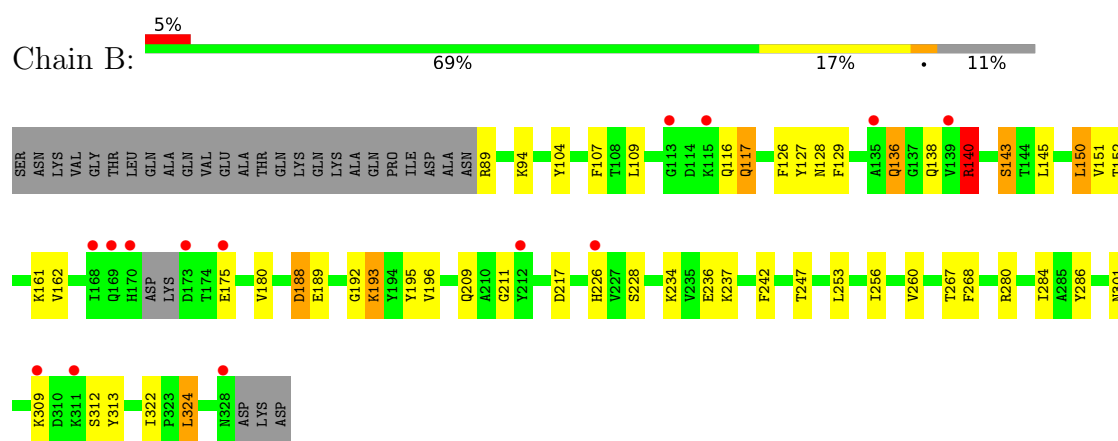 5%
Chain B:
69% 17% • 11%
SER ASN LYS VAL GLY THR LEU GLN ALA GLN VAL GLU ALA THR GLN LYS GLN LYS ALA GLN PRO ILE ASP ALA ASN R89 K94 Y104 F107 T108 L109 G113 D114 K115 Q116 Q117 F126 Y127 N128 F129 A135 Q136 G137 Q138 V139 R140 S143 T144 L145 L150 V151 T152
K161 V162 I168 Q169 H170 ASP LYS D173 T174 E175 V180 D188 E189 G192 K193 Y194 Y195 V196 Q209 A210 G211 Y212 D217 H226 V227 S228 K234 V235 E236 K237 F242 T247 L253 I256 V260 T267 F268 R280 I284 A285 Y286 N301
K309 D310 K311 S312 Y313 I322 P323 L324 N328 ASP LYS ASP